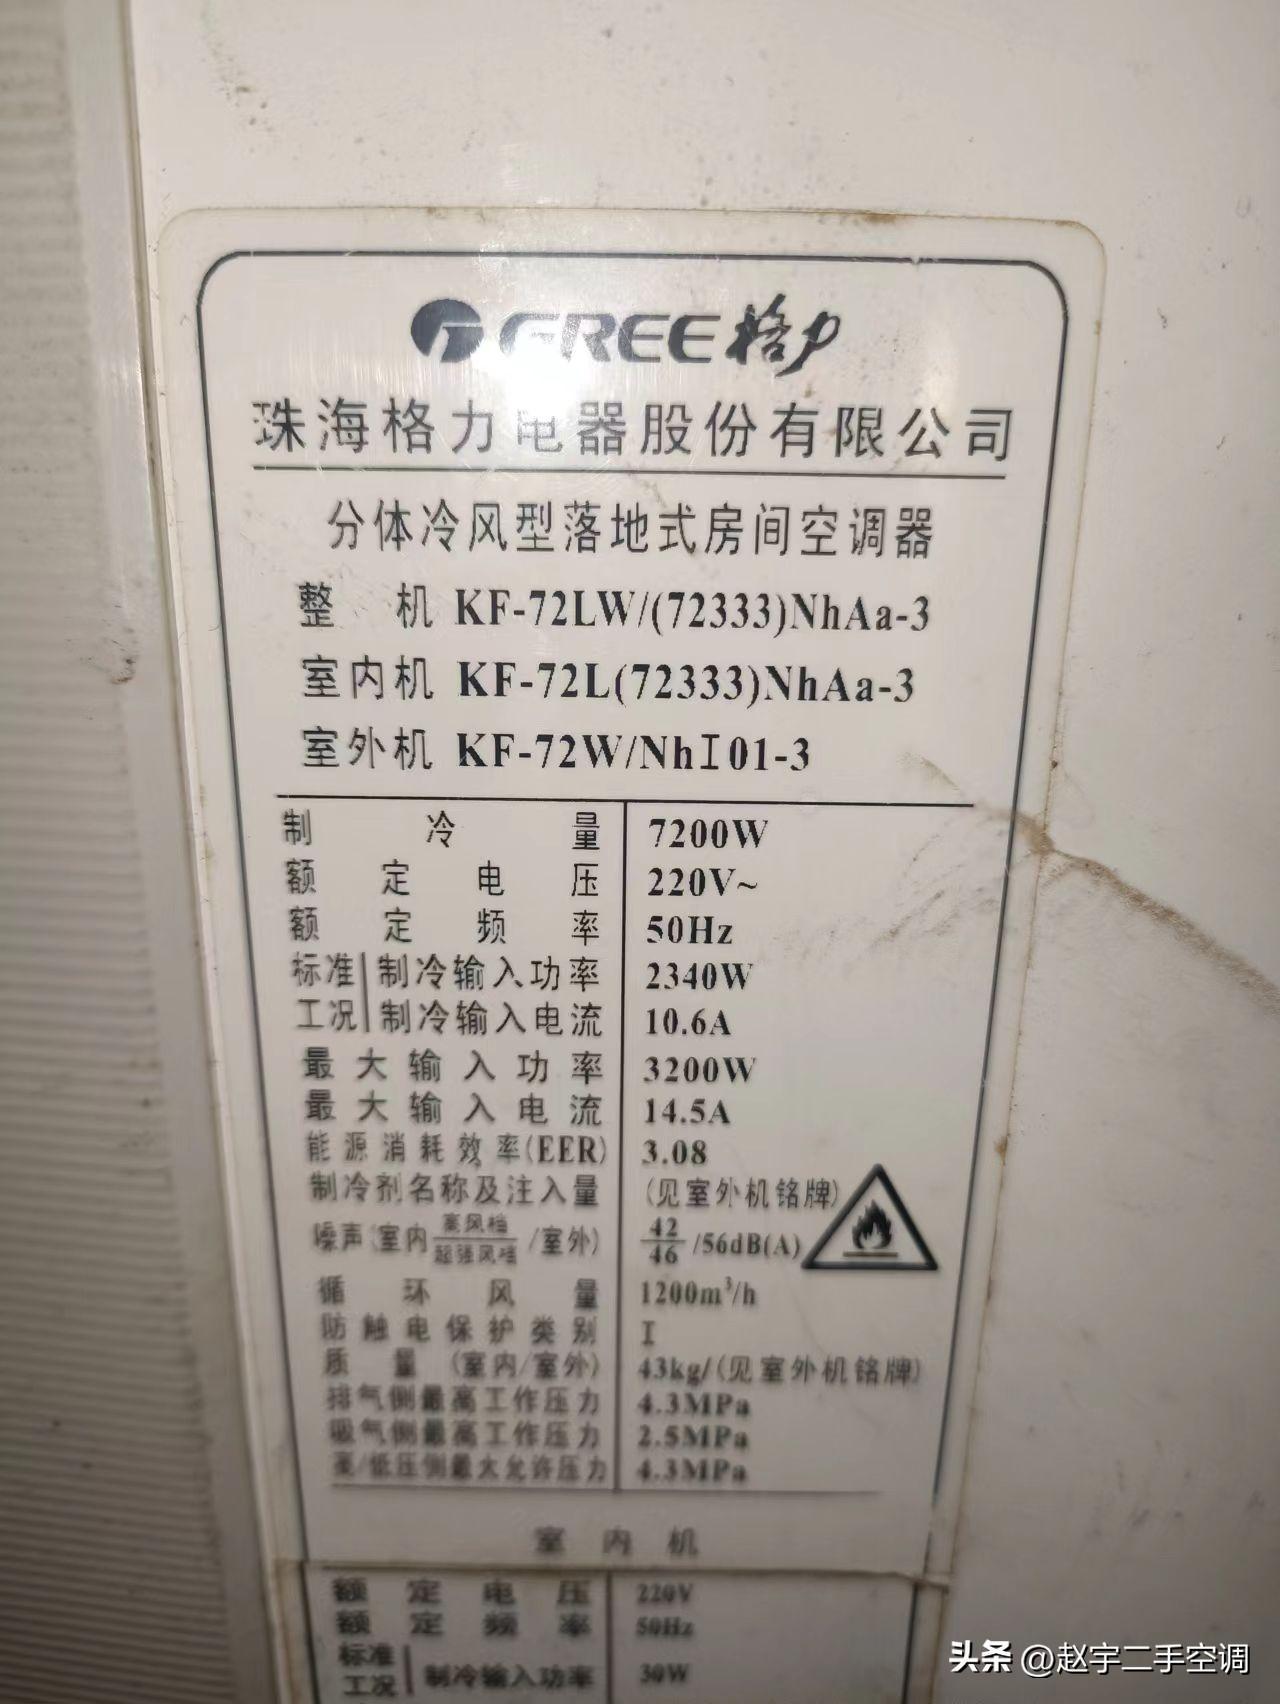 GREE格力
珠海格力电器股份有限公司
分体冷风型落地式房间空调器
整 机 KF-72LW/(72333)NhAa-3
室内机 KF-72L(72333)NhAa-3
室外机 KF-72W/NhI01-3
制冷量 7200W
额定电压 220V~
额定频率 50Hz
标准工况 制冷输入功率 2340W
制冷输入电流 10.6A
最大输入功率 3200W
最大输入电流 14.5A
能源消耗效率(EER) 3.08
制冷剂名称及注入量 (见室外机铭牌)
噪声(室内高风档/超强风档/室外) 42/46/56dB(A)
循环风量 1200m³/h
防触电保护类别 I
质量(室内/室外) 43kg/(见室外机铭牌)
排气侧最高工作压力 4.3MPa
吸气侧最高工作压力 2.5MPa
高/低压侧最大允许压力 4.3MPa
室内机
额定电压 220V
额定频率 50Hz
标准工况 制冷输入功率 30W
头条 @赵宇二手空调